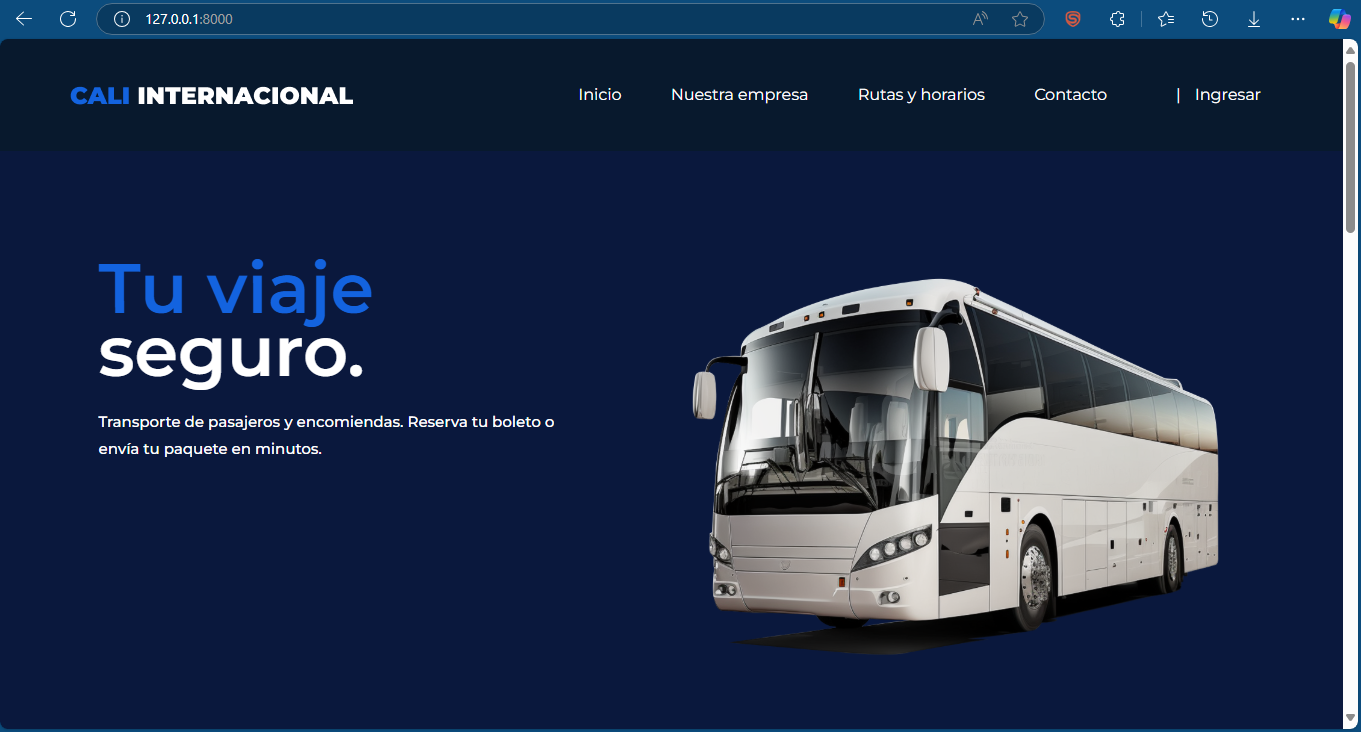 127.0.0.1:8000
CALI INTERNACIONAL
Inicio
Nuestra empresa
Rutas y horarios
Contacto
| Ingresar
Tu viaje
seguro.
Transporte de pasajeros y encomiendas. Reserva tu boleto o
envía tu paquete en minutos.